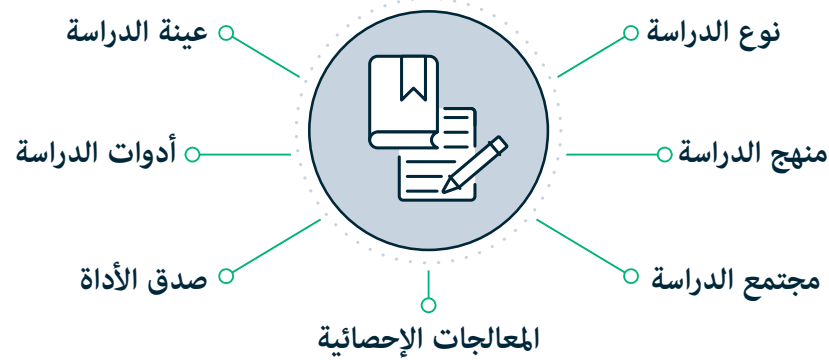 نوع الدراسة
عينة الدراسة
منهج الدراسة
أدوات الدراسة
مجتمع الدراسة
صدق الأداة
المعالجات الإحصائية